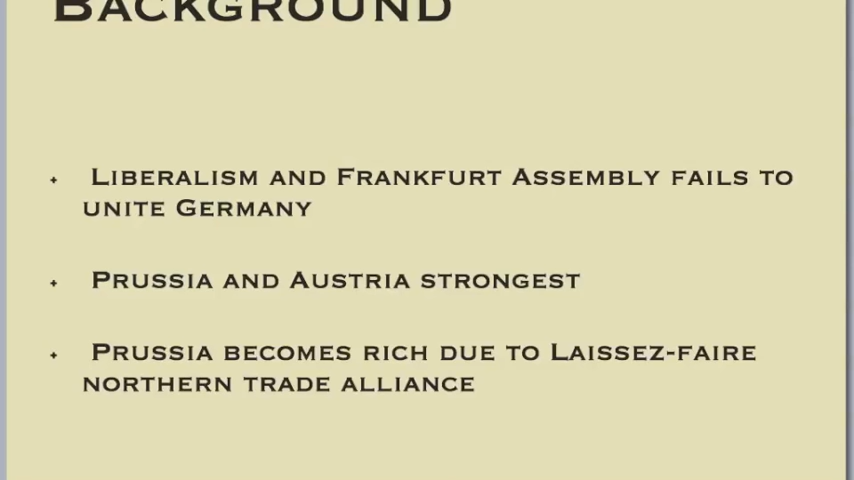 Background
Liberalism and Frankfurt Assembly fails to
unite Germany
Prussia and Austria strongest
Prussia becomes rich due to Laissez-faire
northern trade alliance